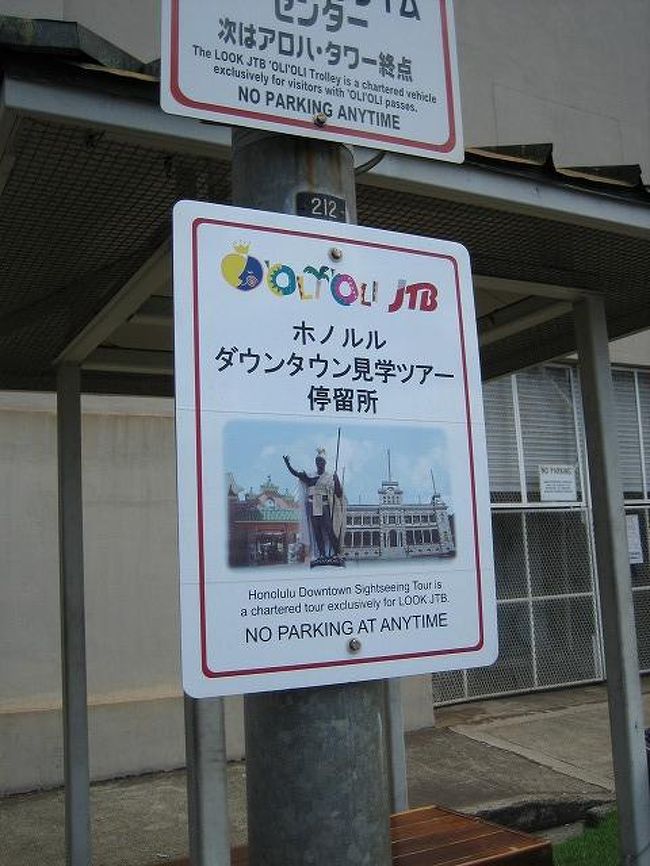 センター
次はアロハ・タワー終点
The LOOK JTB 'OLI'OLI Trolley is a chartered vehicle
exclusively for visitors with 'OLI'OLI passes.
NO PARKING ANYTIME
212
'OLI'OLI JTB
ホノルル
ダウンタウン見学ツアー
停留所
Honolulu Downtown Sightseeing Tour is
a chartered tour exclusively for LOOK JTB.
NO PARKING AT ANYTIME
NO PARKING